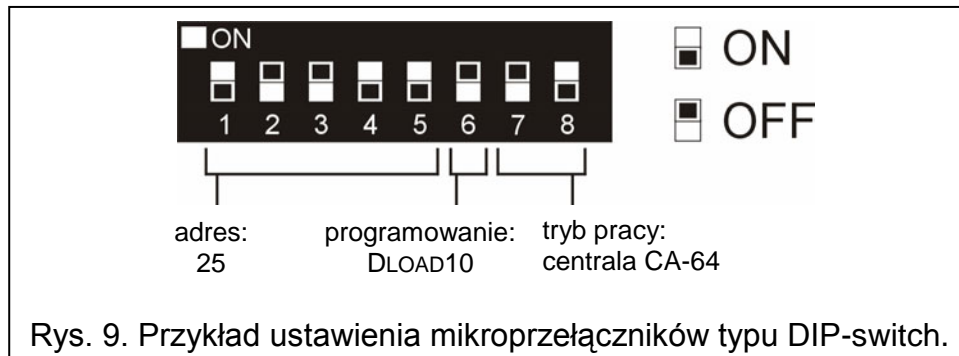 ON
1 2 3 4 5 6 7 8
ON
OFF
adres:
25
programowanie:
DLOAD10
tryb pracy:
centrala CA-64
Rys. 9. Przykład ustawienia mikroprzełączników typu DIP-switch.